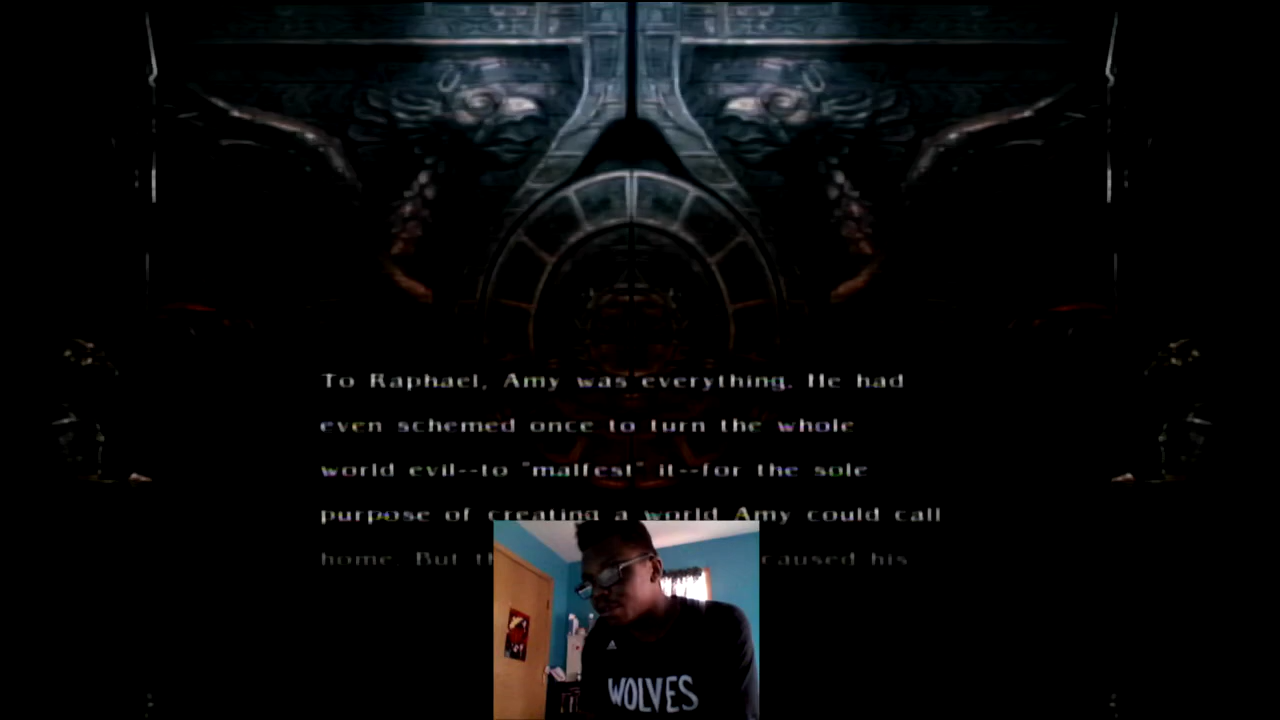 To Raphael, Amy was everything. He had
even schemed once to turn the whole
world evil--to "malfest" it--for the sole
purpose of creating a world Amy could call
home. But caused his
WOLVES